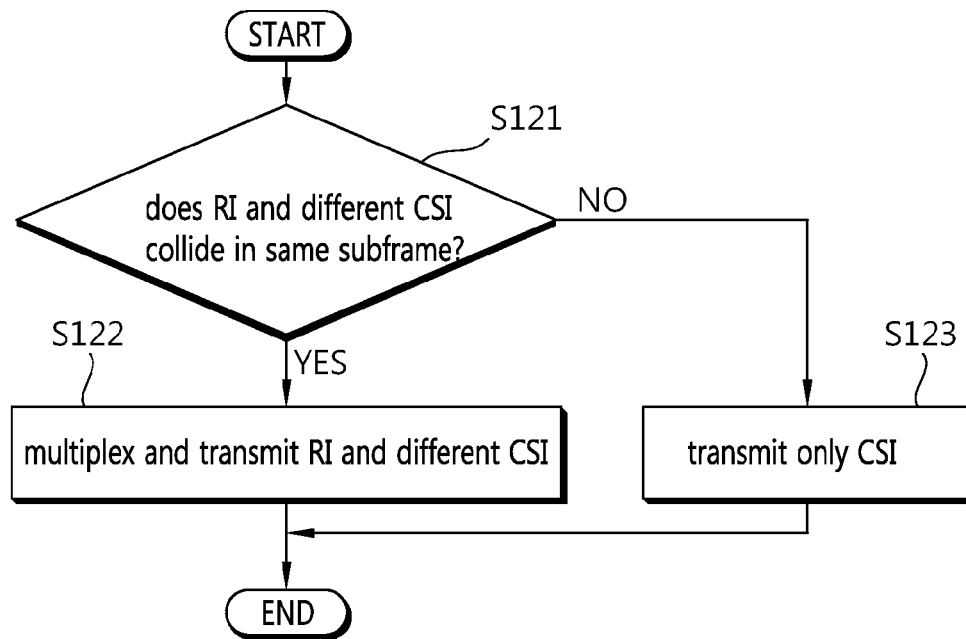 START
S121
does RI and different CSI
collide in same subframe?
NO
S122
YES
S123
multiplex and transmit RI and different CSI
transmit only CSI
END